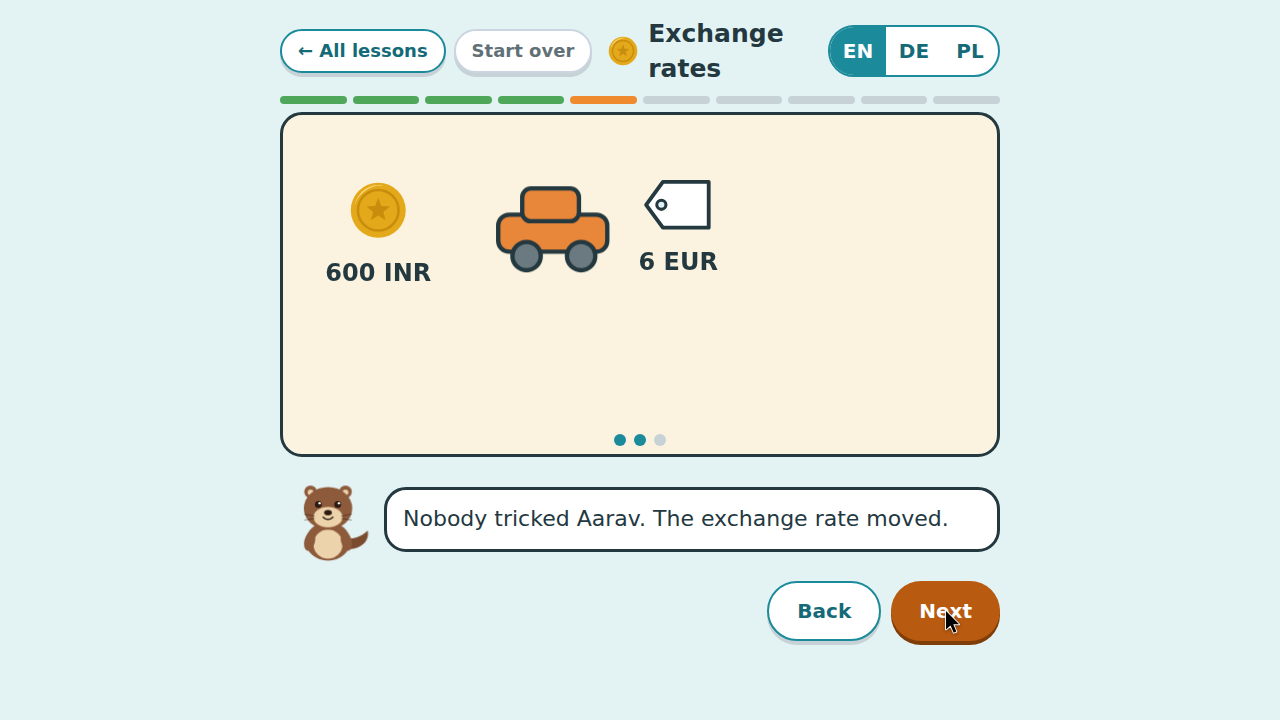 ← All lessons
Start over
Exchange
rates
EN DE PL
600 INR
6 EUR
Nobody tricked Aarav. The exchange rate moved.
Back
Next